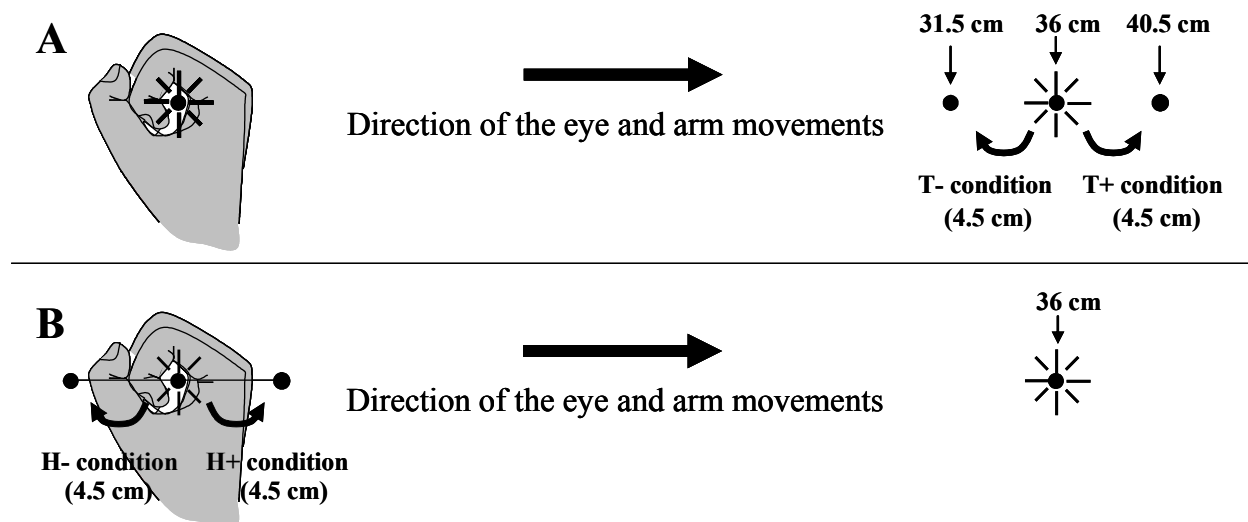 A
31.5 cm 36 cm 40.5 cm
Direction of the eye and arm movements
T- condition T+ condition
(4.5 cm) (4.5 cm)
B
36 cm
Direction of the eye and arm movements
H- condition H+ condition
(4.5 cm) (4.5 cm)